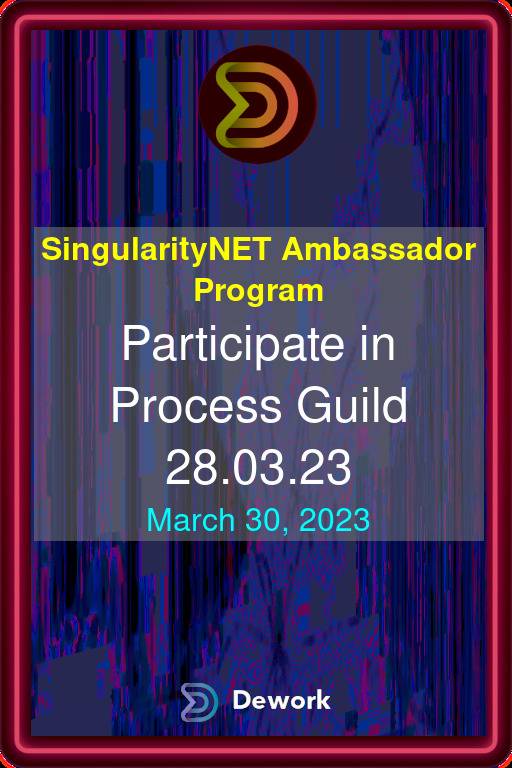 SingularityNET Ambassador
Program
Participate in
Process Guild
28.03.23
March 30, 2023
Dework